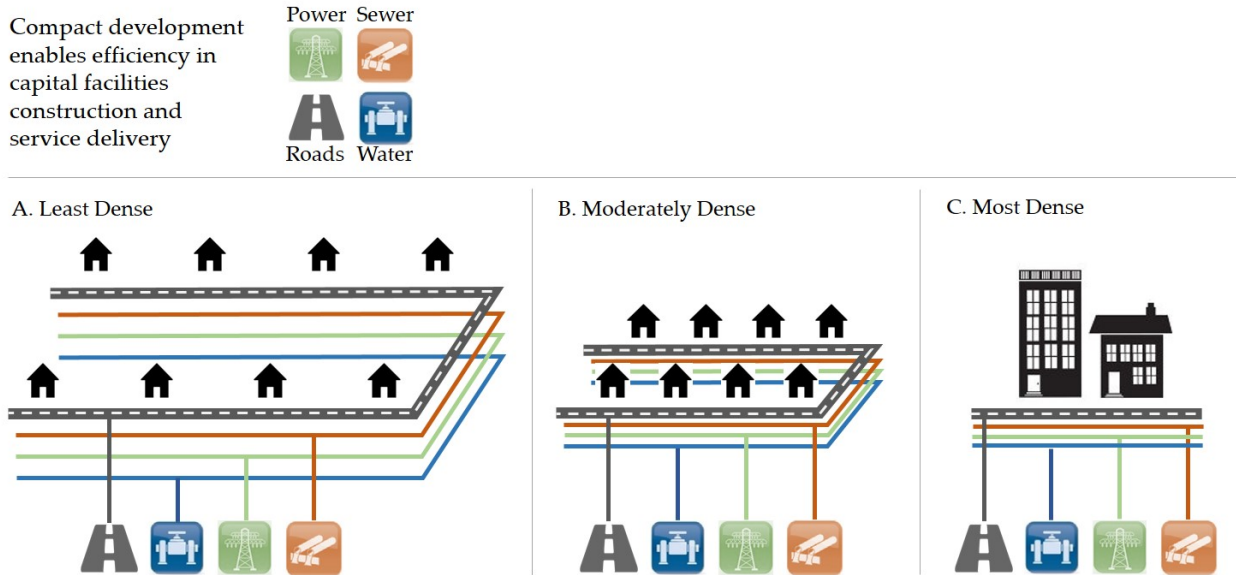 Compact development
enables efficiency in
capital facilities
construction and
service delivery
Power Sewer
Roads Water
A. Least Dense
B. Moderately Dense
C. Most Dense